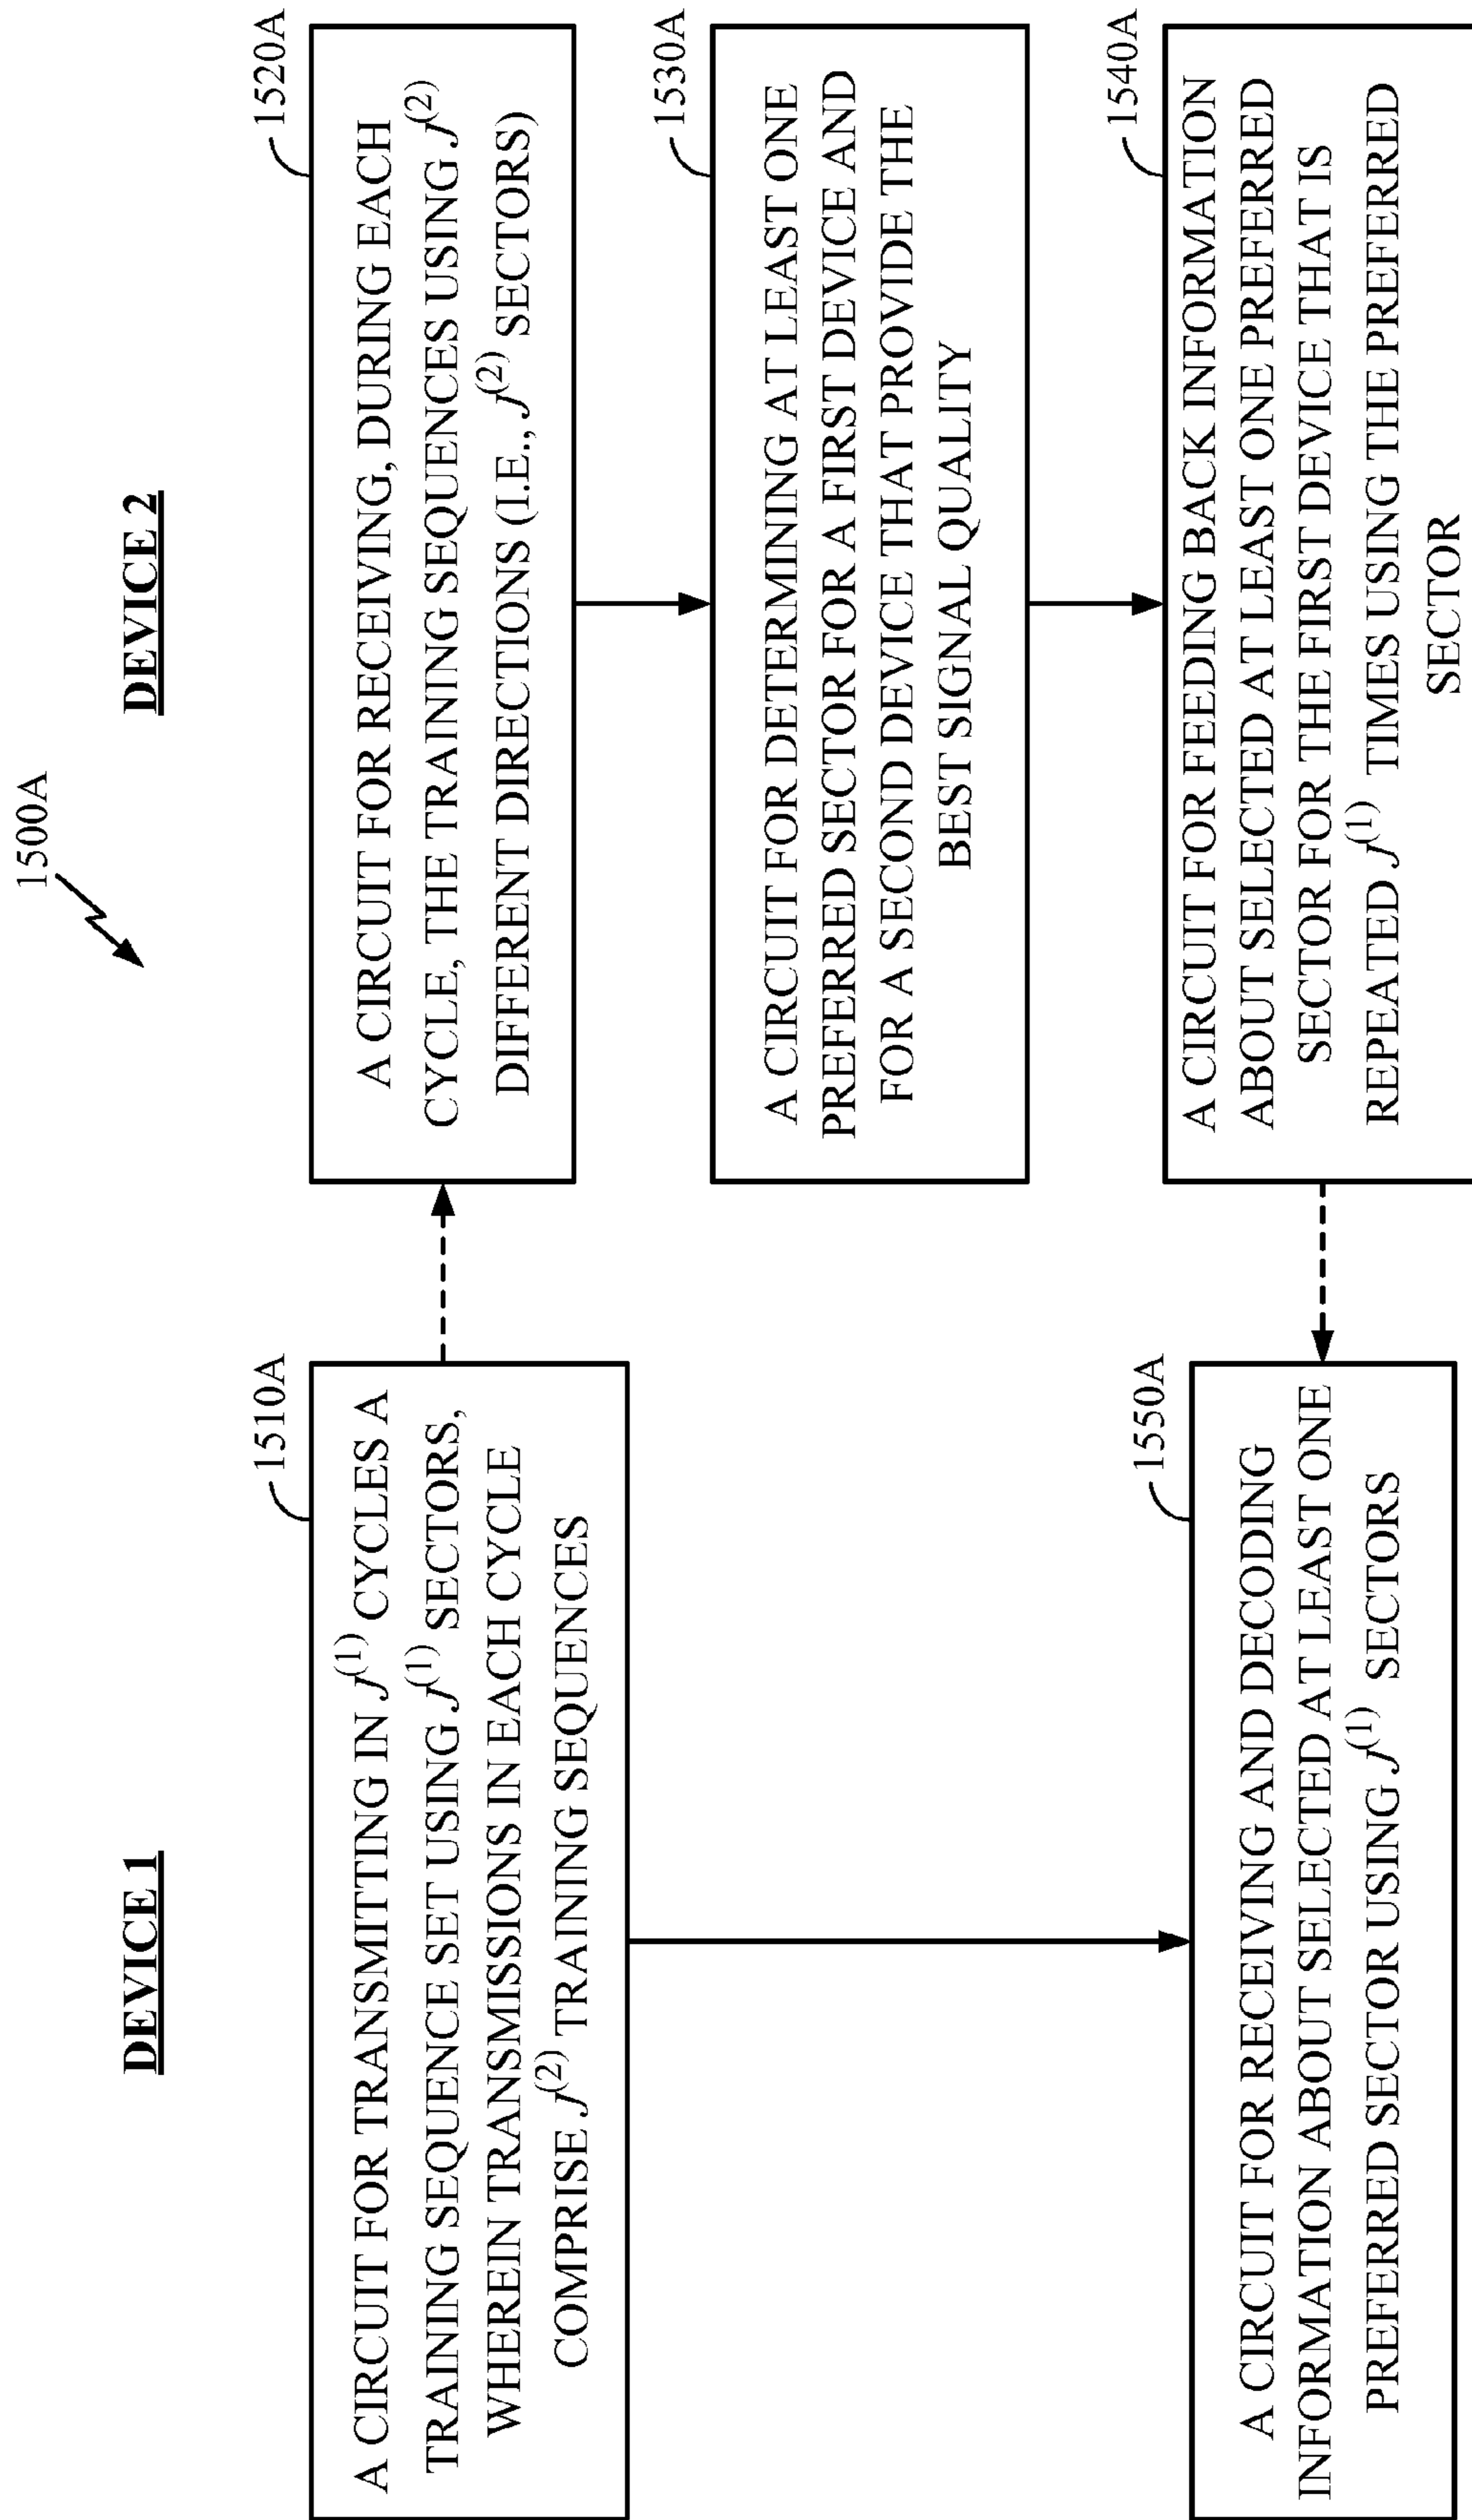 1500A
DEVICE 1
DEVICE 2
1510A
A CIRCUIT FOR TRANSMITTING IN J(1) CYCLES A
TRAINING SEQUENCE SET USING J(1) SECTORS,
WHEREIN TRANSMISSIONS IN EACH CYCLE
COMPRISE J(2) TRAINING SEQUENCES
1520A
A CIRCUIT FOR RECEIVING, DURING EACH
CYCLE, THE TRAINING SEQUENCES USING J(2)
DIFFERENT DIRECTIONS (I.E., J(2) SECTORS)
1530A
A CIRCUIT FOR DETERMINING AT LEAST ONE
PREFERRED SECTOR FOR A FIRST DEVICE AND
FOR A SECOND DEVICE THAT PROVIDE THE
BEST SIGNAL QUALITY
1540A
A CIRCUIT FOR FEEDING BACK INFORMATION
ABOUT SELECTED AT LEAST ONE PREFERRED
SECTOR FOR THE FIRST DEVICE THAT IS
REPEATED J(1) TIMES USING THE PREFERRED
SECTOR
1550A
A CIRCUIT FOR RECEIVING AND DECODING
INFORMATION ABOUT SELECTED AT LEAST ONE
PREFERRED SECTOR USING J(1) SECTORS